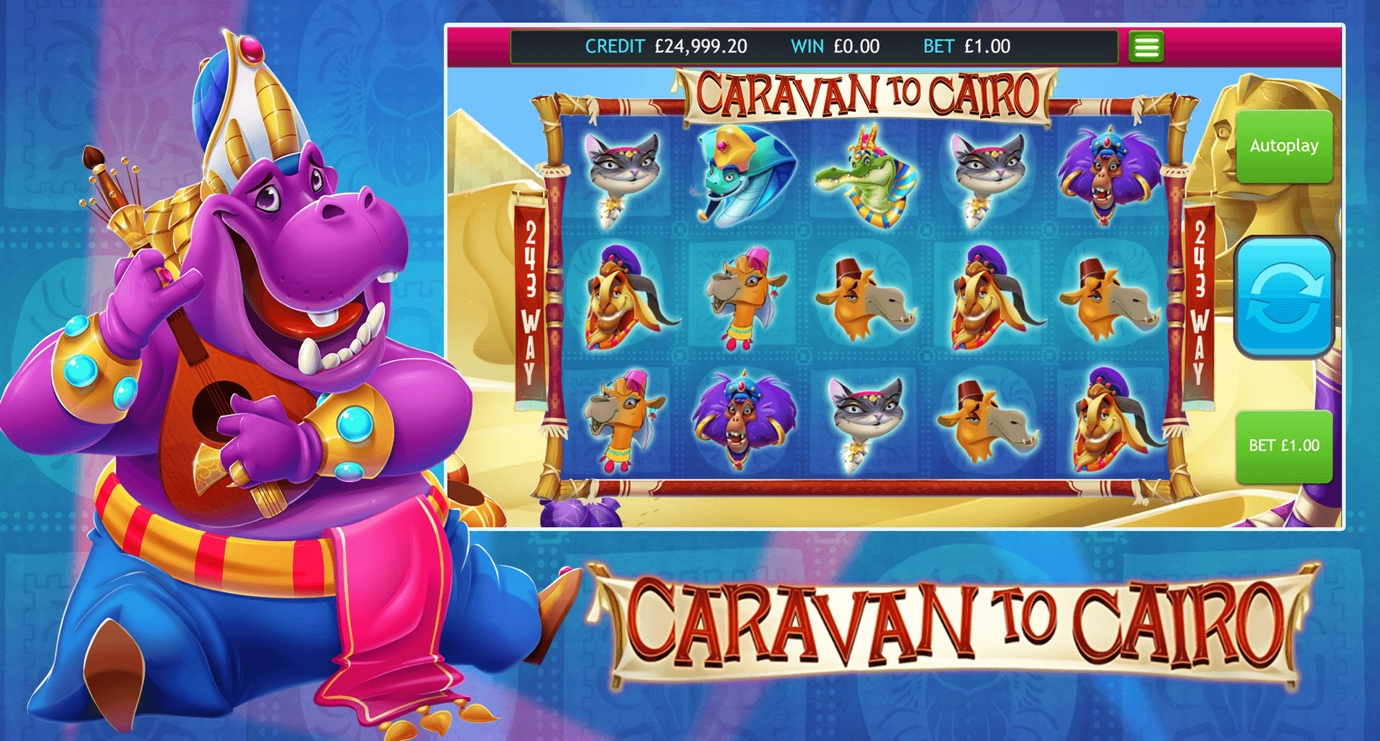 CREDIT £24,999.20 WIN £0.00 BET £1.00
CARAVAN TO CAIRO
Autoplay
243 WAY
243 WAY
BET £1.00
CARAVAN TO CAIRO